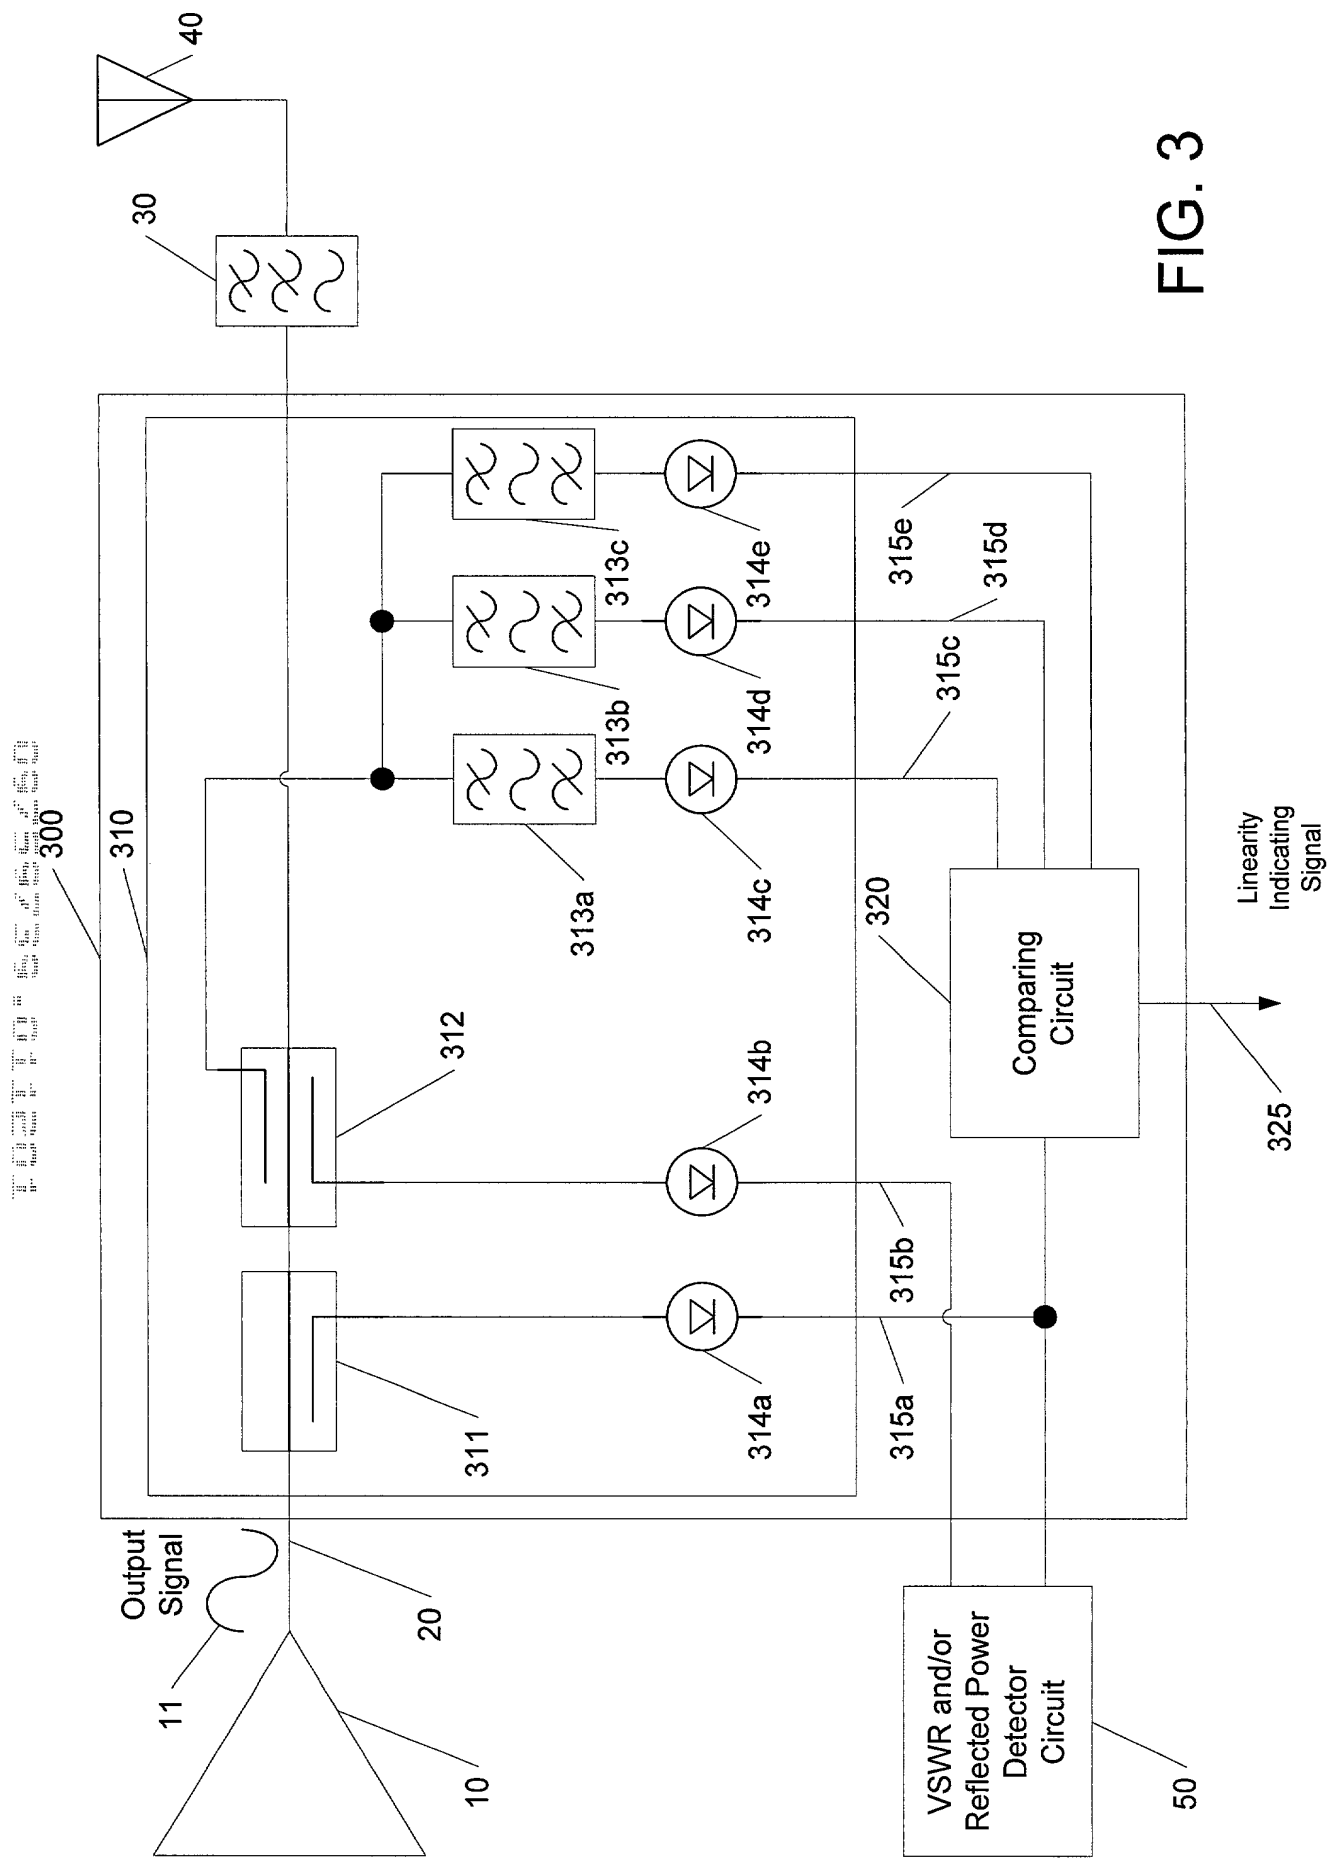 Output
Signal
11
20
10
300
310
311
312
313a
313b
313c
314a
314b
314c
314d
314e
315a
315b
315c
315d
315e
30
40
320
Comparing
Circuit
325
Linearity
Indicating
Signal
VSWR and/or
Reflected Power
Detector
Circuit
50
FIG. 3